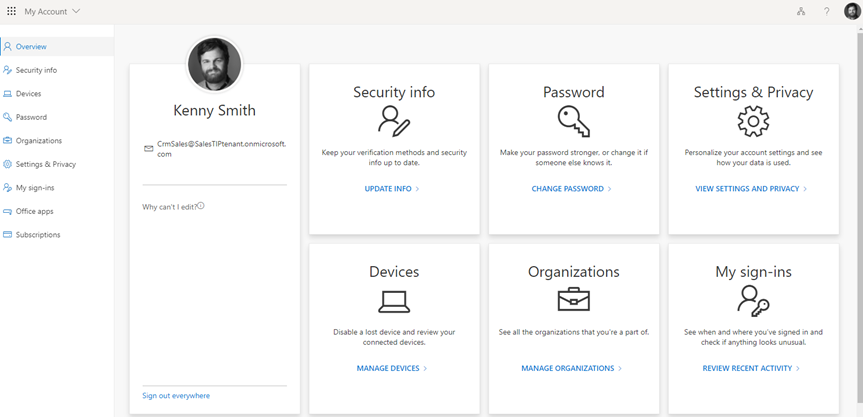 My Account
?
Overview
Security info
Devices
Password
Organizations
Settings & Privacy
My sign-ins
Office apps
Subscriptions
Kenny Smith
CrmSales@SalesTIPtenant.onmicrosoft.
com
Why can't I edit?
Sign out everywhere
Security info
Keep your verification methods and security
info up to date.
UPDATE INFO >
Password
Make your password stronger, or change it if
someone else knows it.
CHANGE PASSWORD >
Settings & Privacy
Personalize your account settings and see
how your data is used.
VIEW SETTINGS AND PRIVACY >
Devices
Disable a lost device and review your
connected devices.
MANAGE DEVICES >
Organizations
See all the organizations that you're a part of.
MANAGE ORGANIZATIONS >
My sign-ins
See when and where you've signed in and
check if anything looks unusual.
REVIEW RECENT ACTIVITY >